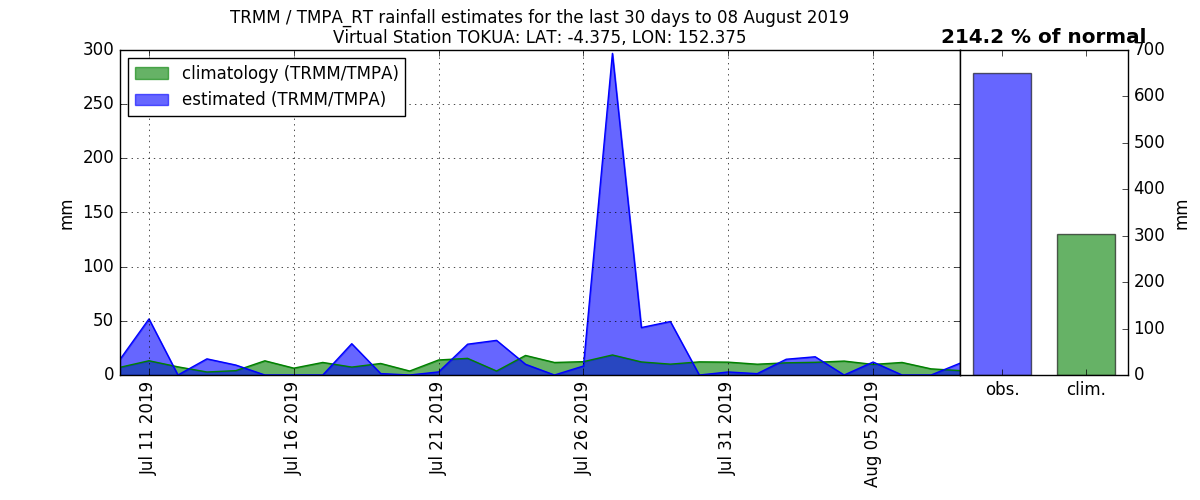 TRMM / TMPA_RT rainfall estimates for the last 30 days to 08 August 2019
Virtual Station TOKUA: LAT: -4.375, LON: 152.375
214.2 % of normal
climatology (TRMM/TMPA)
estimated (TRMM/TMPA)
mm
300
250
200
150
100
50
0
Jul 11 2019
Jul 16 2019
Jul 21 2019
Jul 26 2019
Jul 31 2019
Aug 05 2019
obs.
clim.
700
600
500
400
300
200
100
0
mm